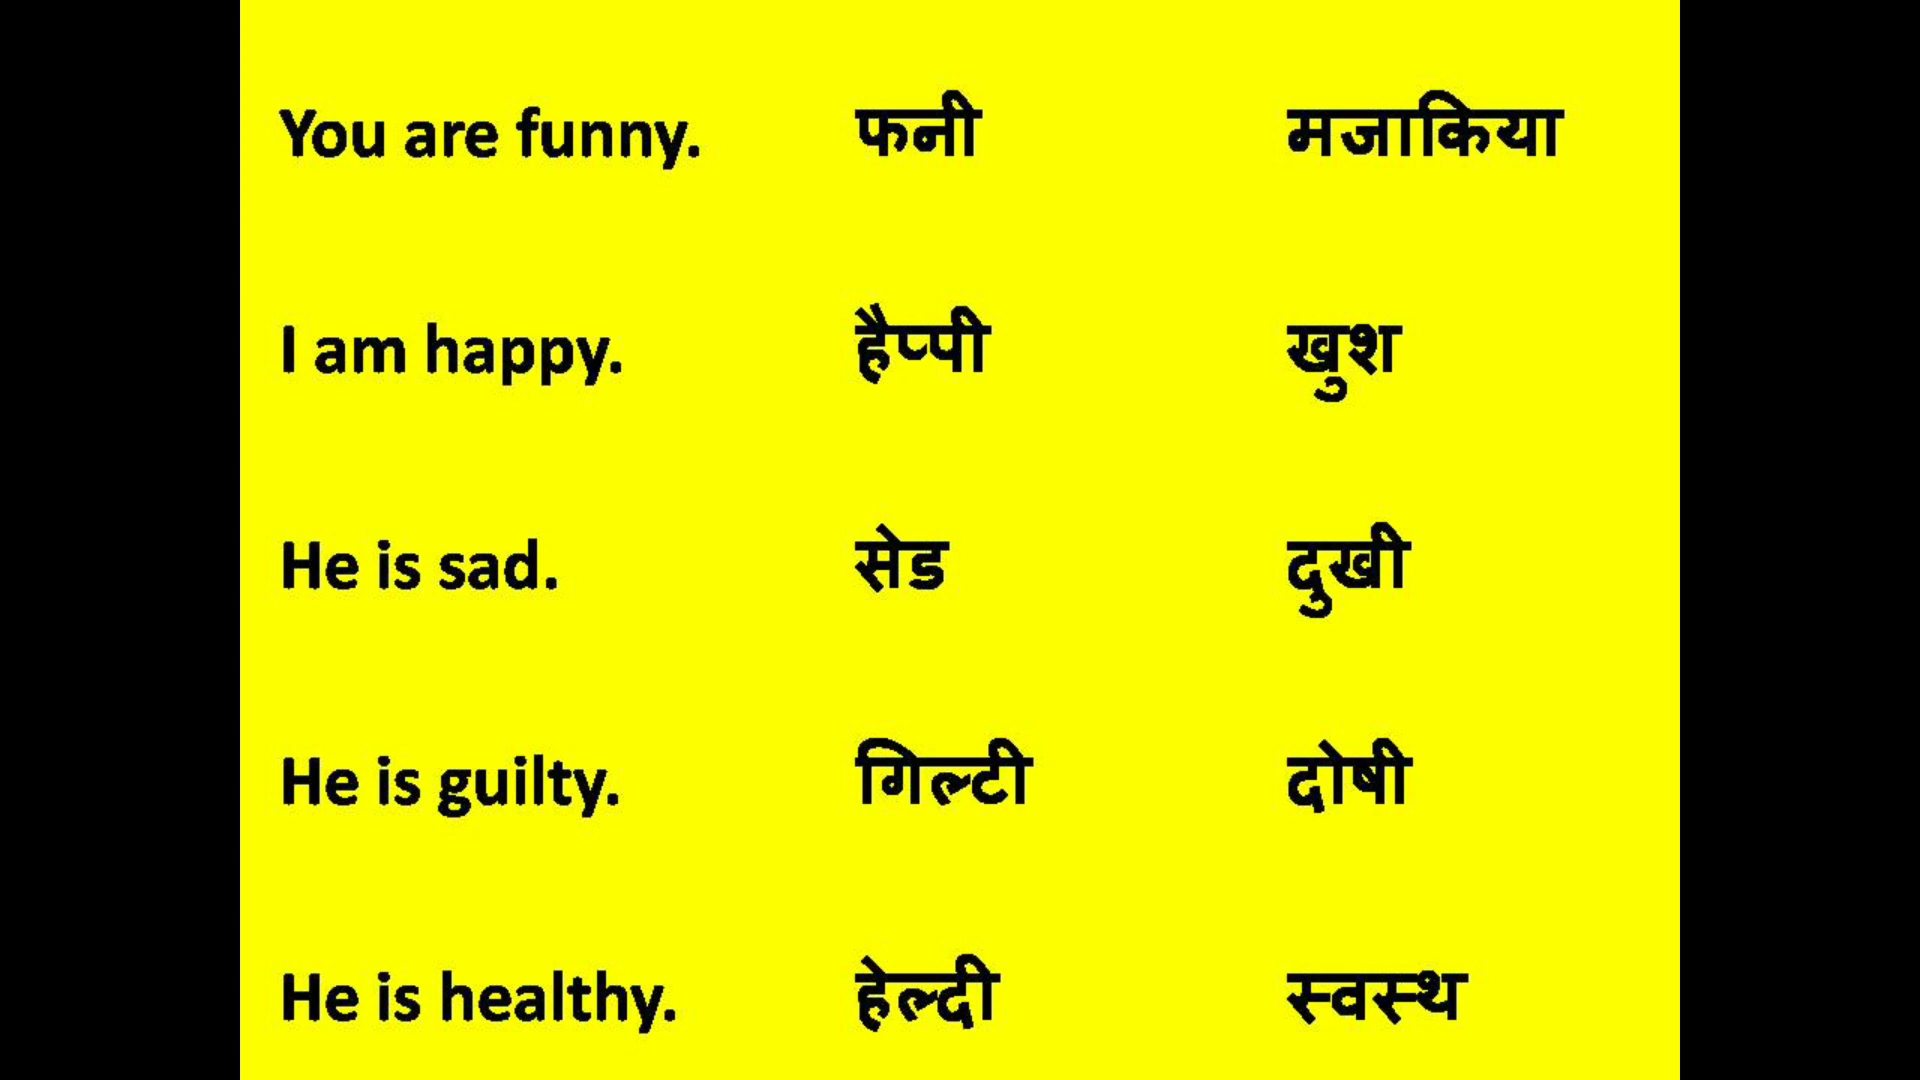 You are funny. फनी मजाकिया
I am happy. हैप्पी खुश
He is sad. सेड दुखी
He is guilty. गिल्टी दोषी
He is healthy. हेल्दी स्वस्थ